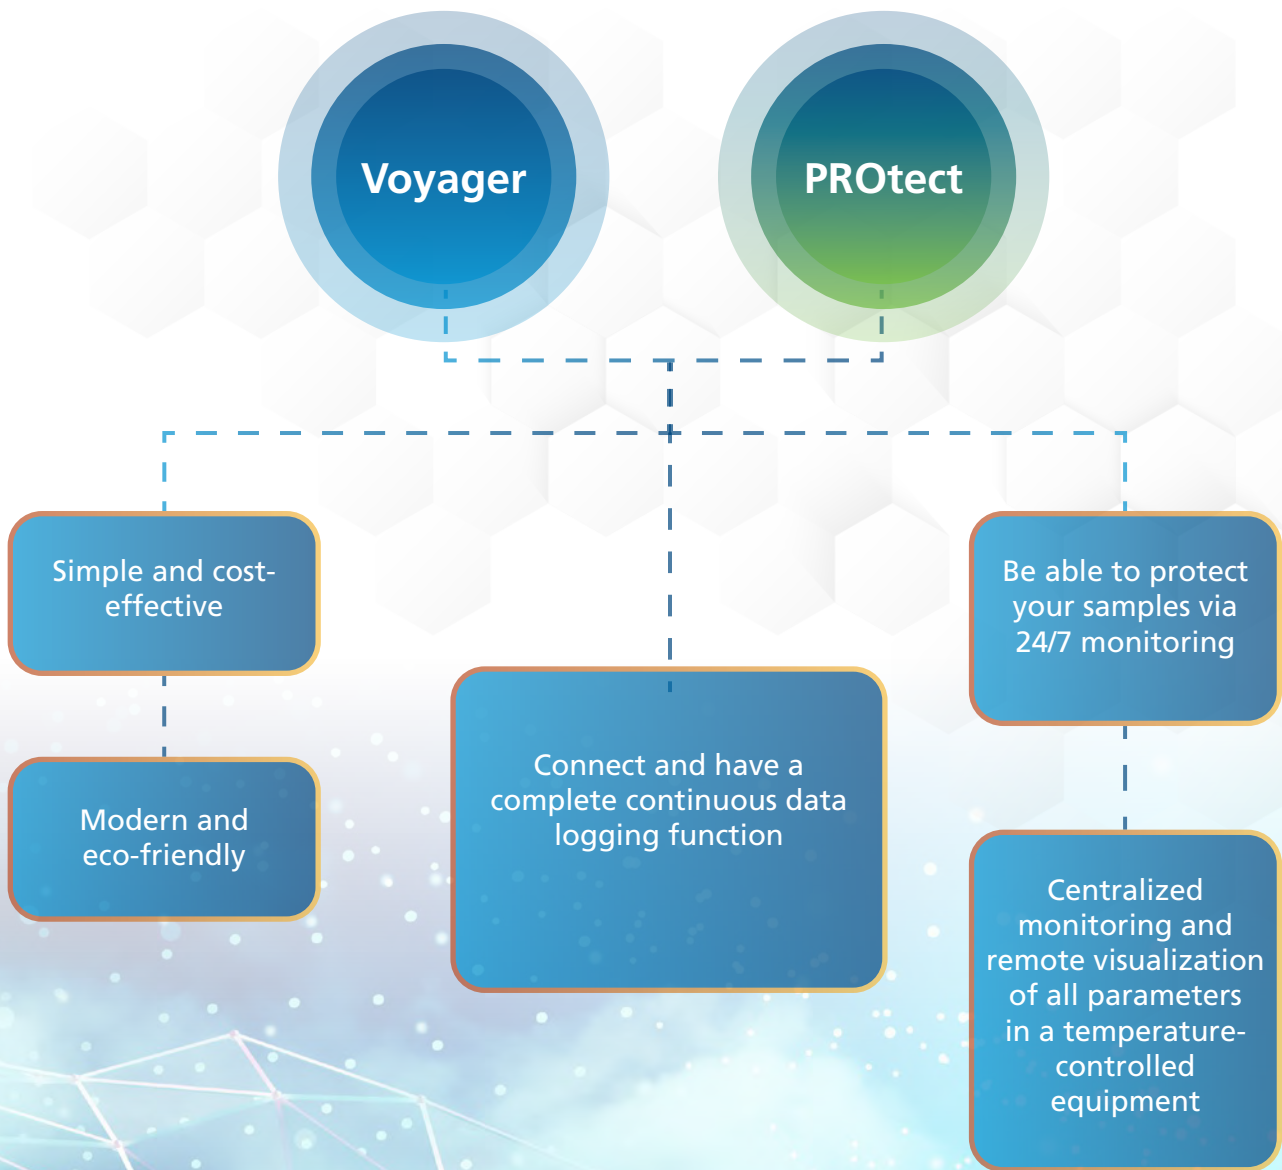 Voyager
PROtect
Simple and cost-
effective
Modern and
eco-friendly
Connect and have a
complete continuous data
logging function
Be able to protect
your samples via
24/7 monitoring
Centralized
monitoring and
remote visualization
of all parameters
in a temperature-
controlled
equipment